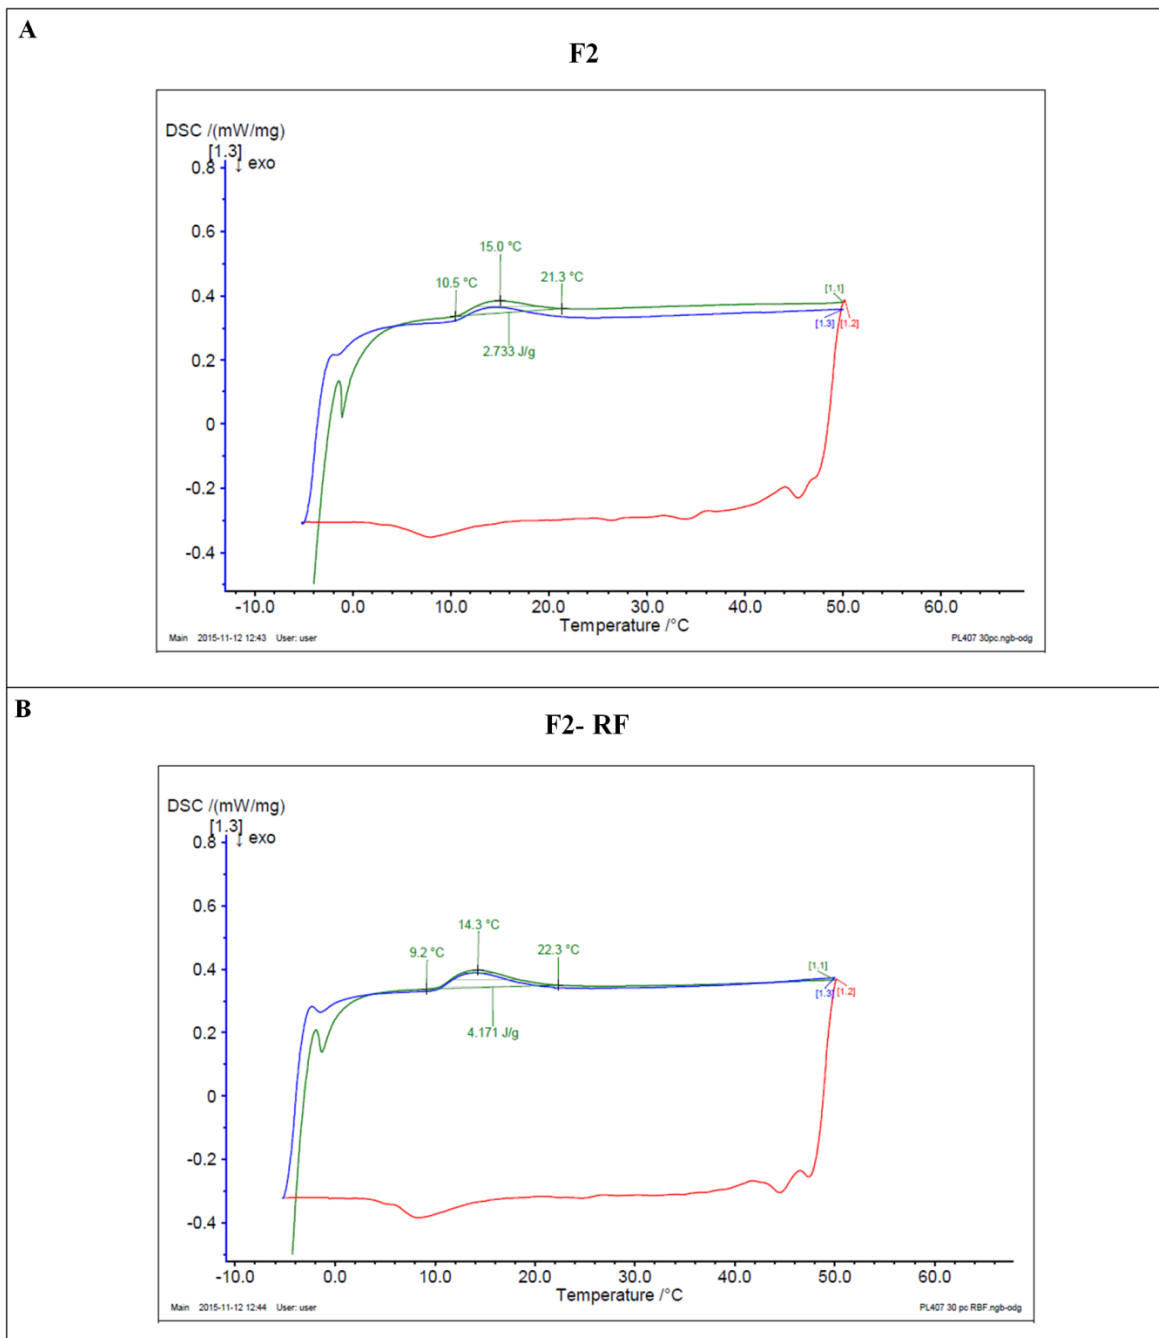 A
F2
DSC /(mW/mg)
[1.3]
↓ exo
0.8
0.6
0.4
0.2
0
-0.2
-0.4
15.0 °C
10.5 °C
21.3 °C
2.733 J/g
[1.1]
[1.3] [1.2]
-10.0 0.0 10.0 20.0 30.0 40.0 50.0 60.0
Temperature /°C
Main 2015-11-12 12:43 User: user PL407 30pc.ngb-odg
B
F2- RF
DSC /(mW/mg)
[1.3]
↓ exo
0.8
0.6
0.4
0.2
0
-0.2
-0.4
14.3 °C
9.2 °C
22.3 °C
4.171 J/g
[1.1]
[1.3] [1.2]
-10.0 0.0 10.0 20.0 30.0 40.0 50.0 60.0
Temperature /°C
Main 2015-11-12 12:44 User: user PL407 30 pc RBF.ngb-odg